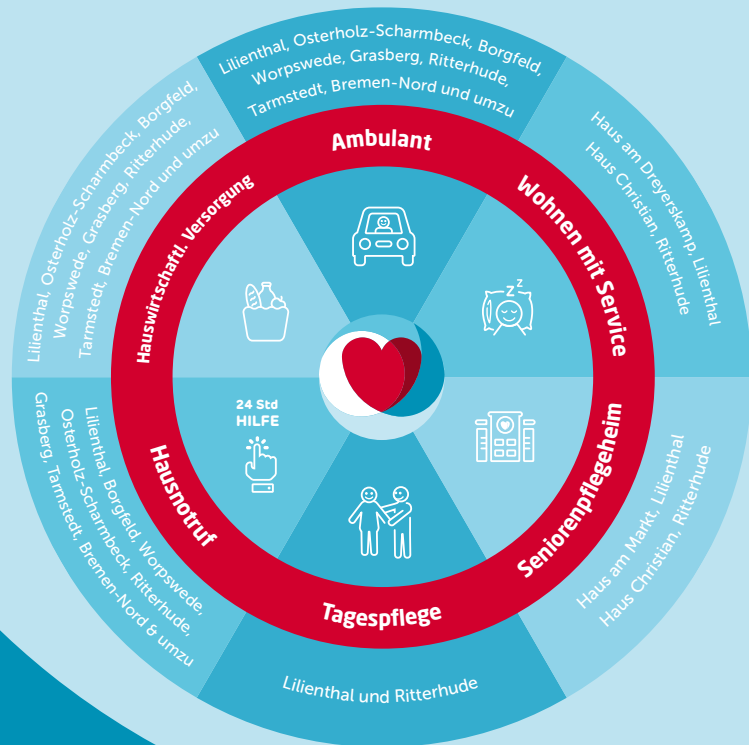 Lilienthal, Osterholz-Scharmbeck, Borgfeld,
Worpswede, Grasberg, Ritterhude,
Tarmstedt, Bremen-Nord und umzu
Ambulant
Haus am Dreyerskamp, Lilienthal
Haus Christian, Ritterhude
Wohnen mit Service
Haus am Markt, Lilienthal
Haus Christian, Ritterhude
Seniorenpflegeheim
Lilienthal und Ritterhude
Tagespflege
Lilienthal, Borgfeld, Worpswede,
Osterholz-Scharmbeck, Ritterhude,
Grasberg, Tarmstedt, Bremen-Nord & umzu
Hausnotruf
24 Std
HILFE
Lilienthal, Osterholz-Scharmbeck, Borgfeld,
Worpswede, Grasberg, Ritterhude,
Tarmstedt, Bremen-Nord und umzu
Hauswirtschaftl. Versorgung
z z